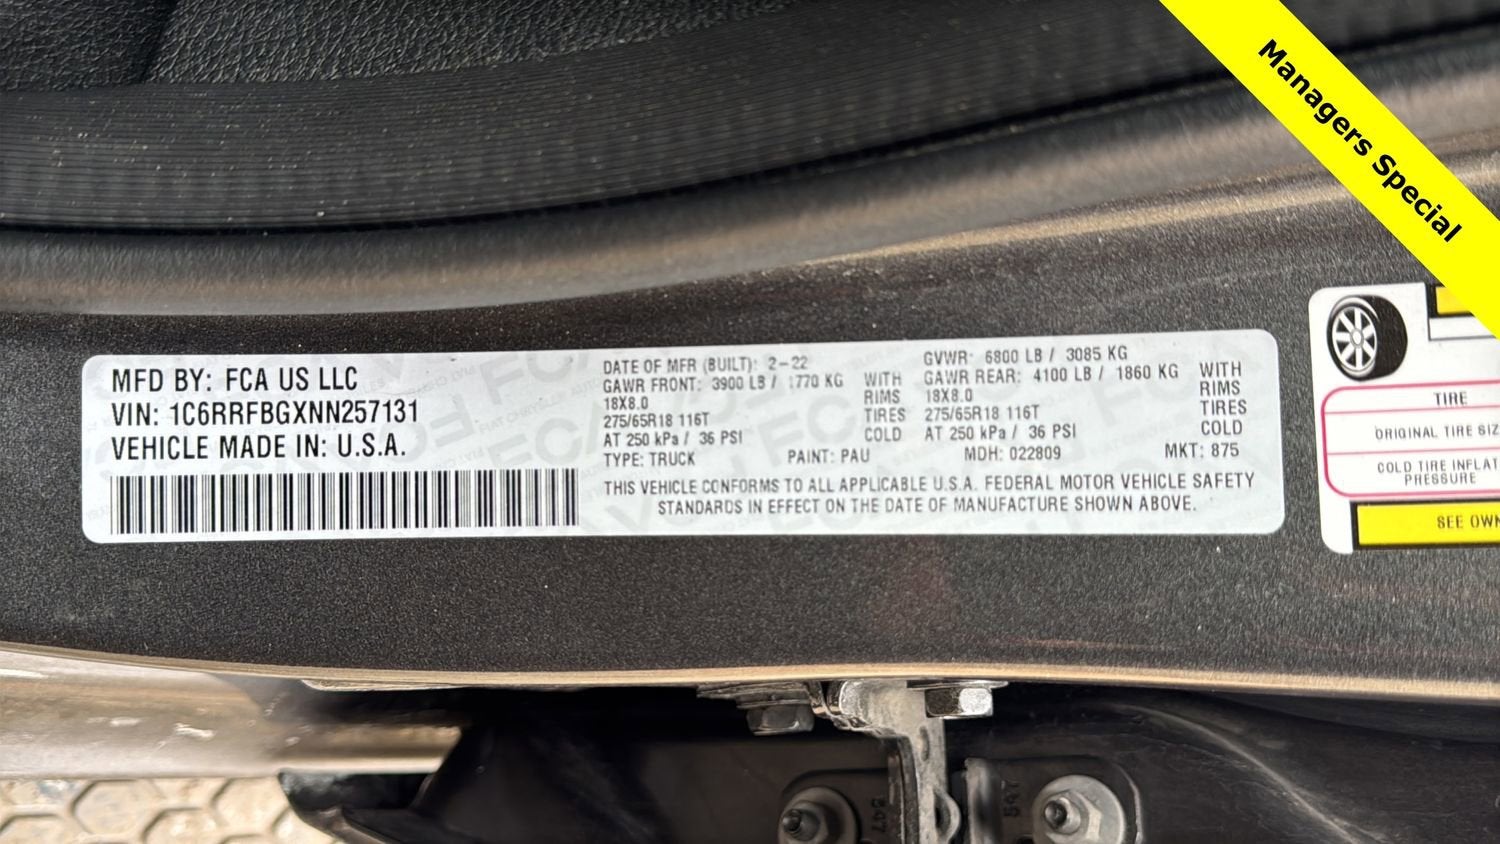 Managers Special
MFD BY: FCA US LLC
VIN: 1C6RRFBGXNN257131
VEHICLE MADE IN: U.S.A.
DATE OF MFR (BUILT): 2-22
GAWR FRONT: 3900 LB / 1770 KG WITH
18X8.0 RIMS
275/65R18 116T TIRES
AT 250 kPa / 36 PSI COLD
GVWR: 6800 LB / 3085 KG
GAWR REAR: 4100 LB / 1860 KG WITH
18X8.0 RIMS
275/65R18 116T TIRES
AT 250 kPa / 36 PSI COLD
TYPE: TRUCK PAINT: PAU MDH: 022809 MKT: 875
THIS VEHICLE CONFORMS TO ALL APPLICABLE U.S.A. FEDERAL MOTOR VEHICLE SAFETY
STANDARDS IN EFFECT ON THE DATE OF MANUFACTURE SHOWN ABOVE.
TIRE
ORIGINAL TIRE SIZ
COLD TIRE INFLAT
PRESSURE
SEE OWN
547
547